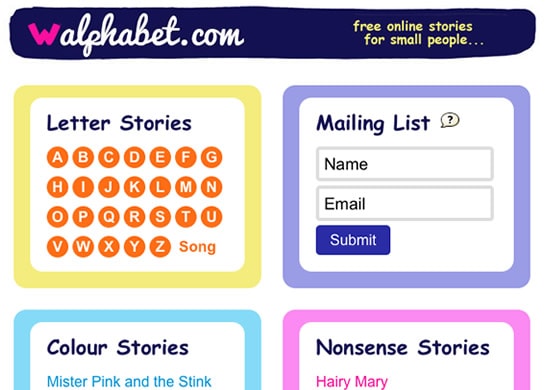 walphabet.com
free online stories
for small people...
Letter Stories
A B C D E F G
H I J K L M N
O P Q R S T U
V W X Y Z Song
Mailing List ?
Name
Email
Submit
Colour Stories
Mister Pink and the Stink
Nonsense Stories
Hairy Mary